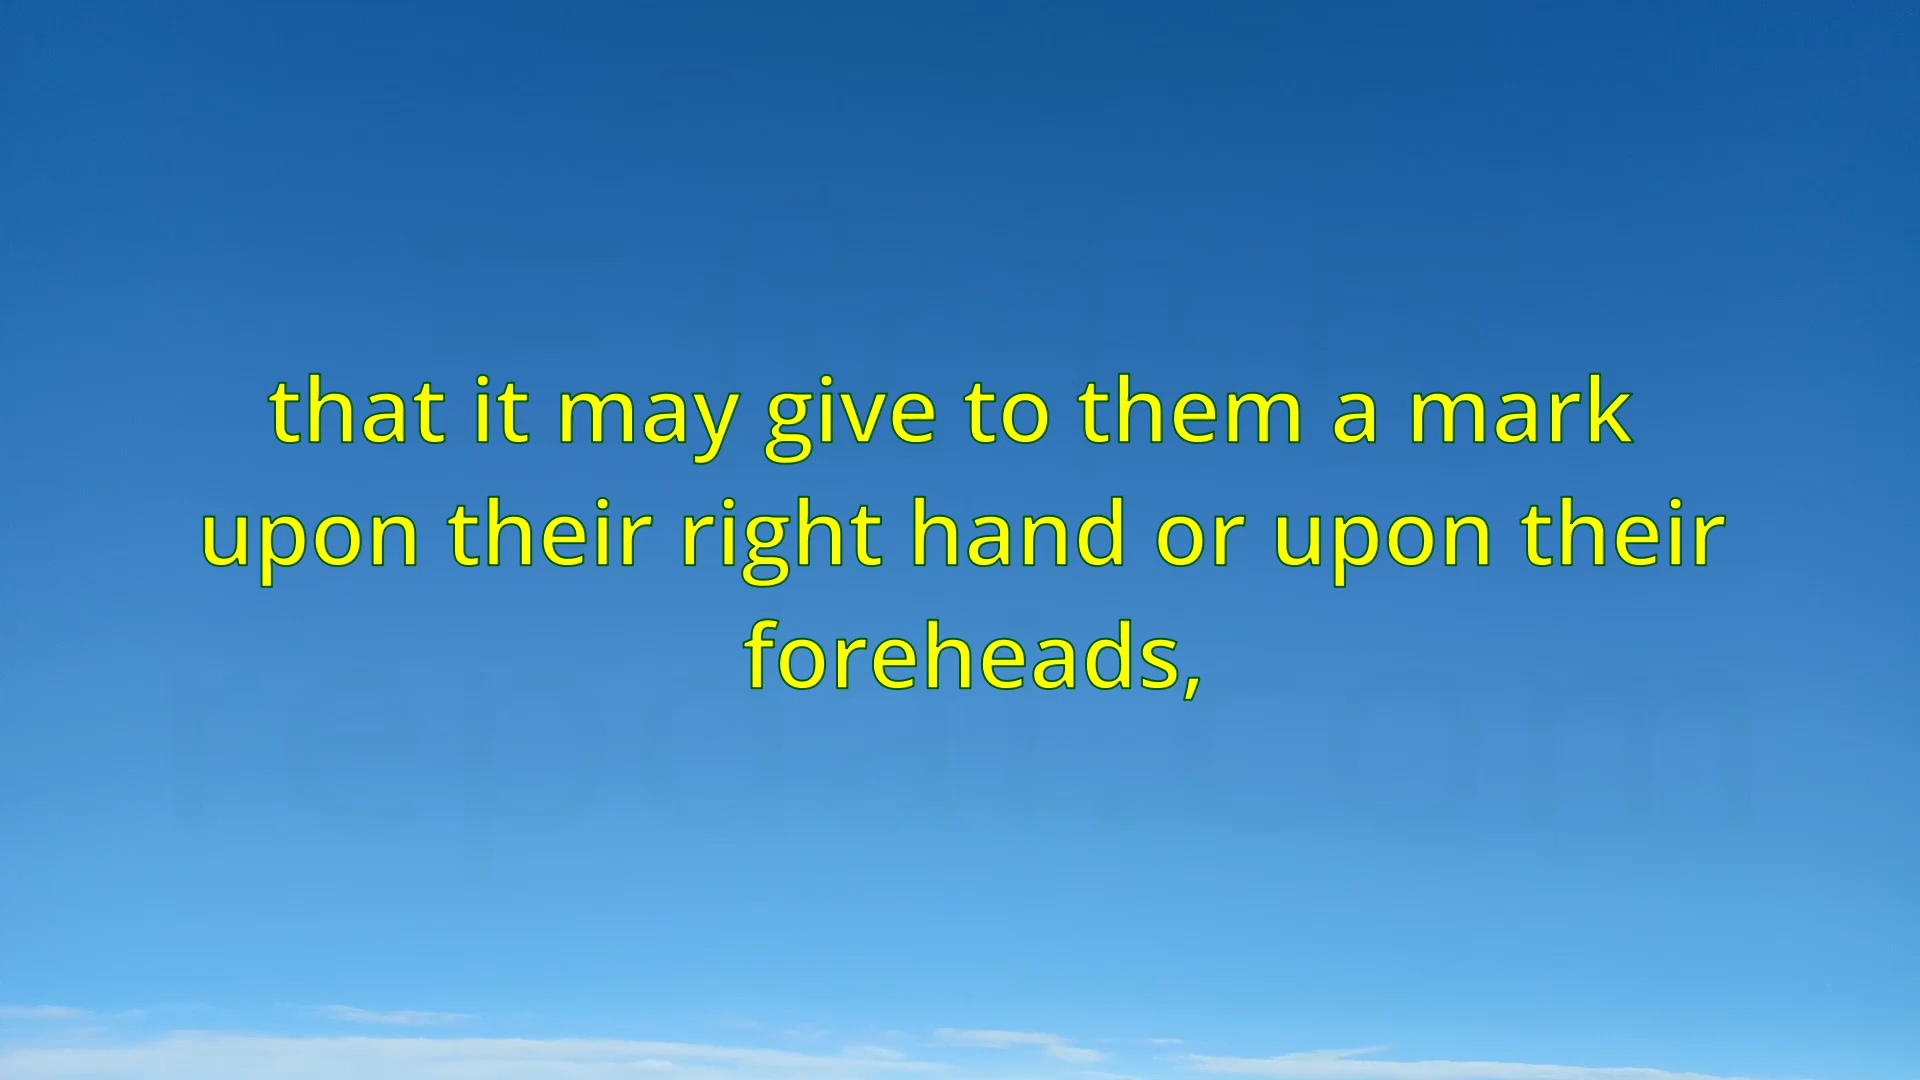 that it may give to them a mark
upon their right hand or upon their
foreheads,